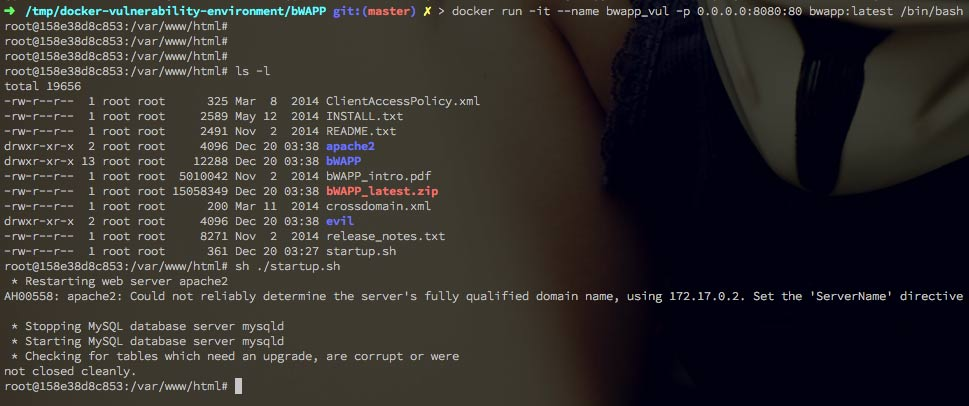 ➜ /tmp/docker-vulnerability-environment/bWAPP git:(master) ✗ > docker run -it --name bwapp_vul -p 0.0.0.0:8080:80 bwapp:latest /bin/bash
root@158e38d8c853:/var/www/html#
root@158e38d8c853:/var/www/html#
root@158e38d8c853:/var/www/html#
root@158e38d8c853:/var/www/html# ls -l
total 19656
-rw-r--r-- 1 root root 325 Mar 8 2014 ClientAccessPolicy.xml
-rw-r--r-- 1 root root 2589 May 12 2014 INSTALL.txt
-rw-r--r-- 1 root root 2491 Nov 2 2014 README.txt
drwxr-xr-x 2 root root 4096 Dec 20 03:38 apache2
drwxr-xr-x 13 root root 12288 Dec 20 03:38 bWAPP
-rw-r--r-- 1 root root 5010042 Nov 2 2014 bWAPP_intro.pdf
-rw-r--r-- 1 root root 15058349 Dec 20 03:38 bWAPP_latest.zip
-rw-r--r-- 1 root root 200 Mar 11 2014 crossdomain.xml
drwxr-xr-x 2 root root 4096 Dec 20 03:38 evil
-rw-r--r-- 1 root root 8271 Nov 2 2014 release_notes.txt
-rw-r--r-- 1 root root 361 Dec 20 03:27 startup.sh
root@158e38d8c853:/var/www/html# sh ./startup.sh
* Restarting web server apache2
AH00558: apache2: Could not reliably determine the server's fully qualified domain name, using 172.17.0.2. Set the 'ServerName' directive
* Stopping MySQL database server mysqld
* Starting MySQL database server mysqld
* Checking for tables which need an upgrade, are corrupt or were
not closed cleanly.
root@158e38d8c853:/var/www/html#